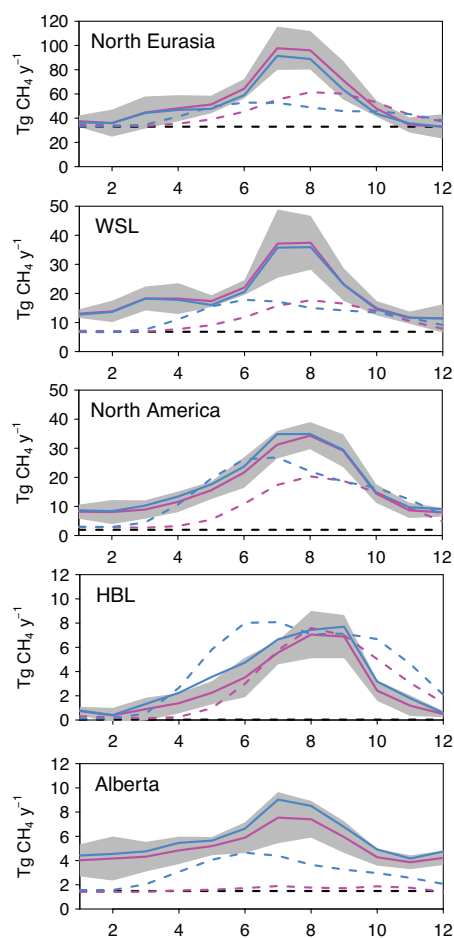 North Eurasia
Tg CH₄ y⁻¹
120
100
80
60
40
20
0
2 4 6 8 10 12
WSL
Tg CH₄ y⁻¹
50
40
30
20
10
0
2 4 6 8 10 12
North America
Tg CH₄ y⁻¹
50
40
30
20
10
0
2 4 6 8 10 12
HBL
Tg CH₄ y⁻¹
12
10
8
6
4
2
0
2 4 6 8 10 12
Alberta
Tg CH₄ y⁻¹
12
10
8
6
4
2
0
2 4 6 8 10 12